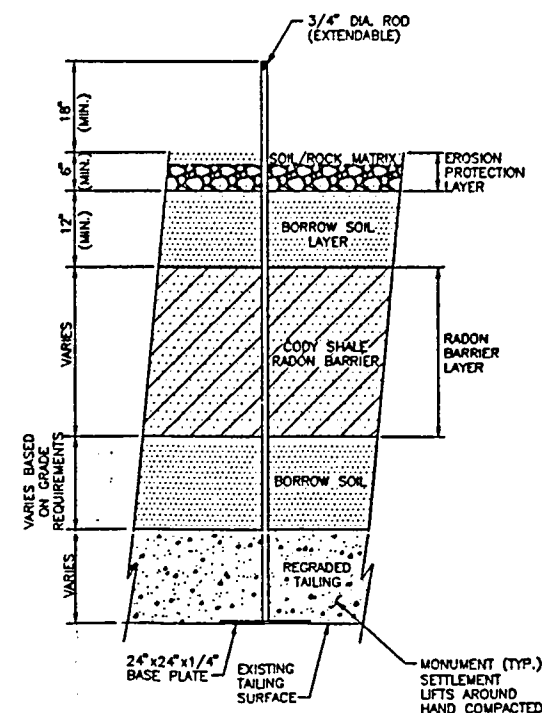 3/4" DIA. ROD
(EXTENDABLE)
18"
(MIN.)
6"
(MIN.)
SOIL/ROCK MATRIX
EROSION
PROTECTION
LAYER
12"
(MIN.)
BORROW SOIL
LAYER
VARIES
CODY SHALE
RADON BARRIER
RADON
BARRIER
LAYER
VARIES BASED
ON GRADE
REQUIREMENTS
BORROW SOIL
VARIES
REGRADED
TAILING
24"x24"x1/4"
BASE PLATE
EXISTING
TAILING
SURFACE
MONUMENT (TYP.)
SETTLEMENT
LIFTS AROUND
HAND COMPACTED